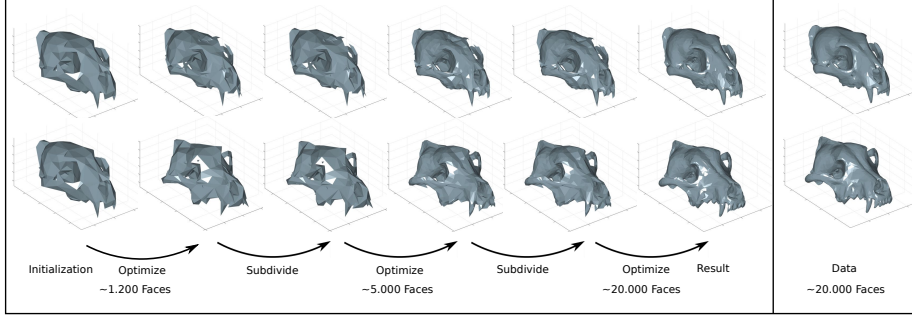 Initialization Optimize Subdivide Optimize Subdivide Optimize Result Data
~1.200 Faces ~5.000 Faces ~20.000 Faces ~20.000 Faces